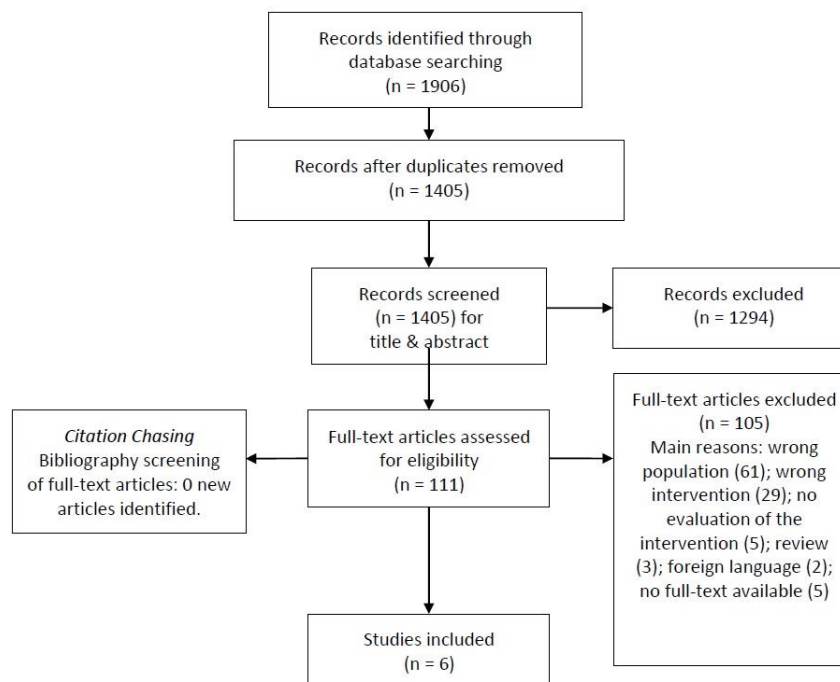 Records identified through
database searching
(n = 1906)
Records after duplicates removed
(n = 1405)
Records screened
(n = 1405) for
title & abstract
Records excluded
(n = 1294)
Citation Chasing
Bibliography screening
of full-text articles: 0 new
articles identified.
Full-text articles assessed
for eligibility
(n = 111)
Full-text articles excluded
(n = 105)
Main reasons: wrong
population (61); wrong
intervention (29); no
evaluation of the
intervention (5); review
(3); foreign language (2);
no full-text available (5)
Studies included
(n = 6)